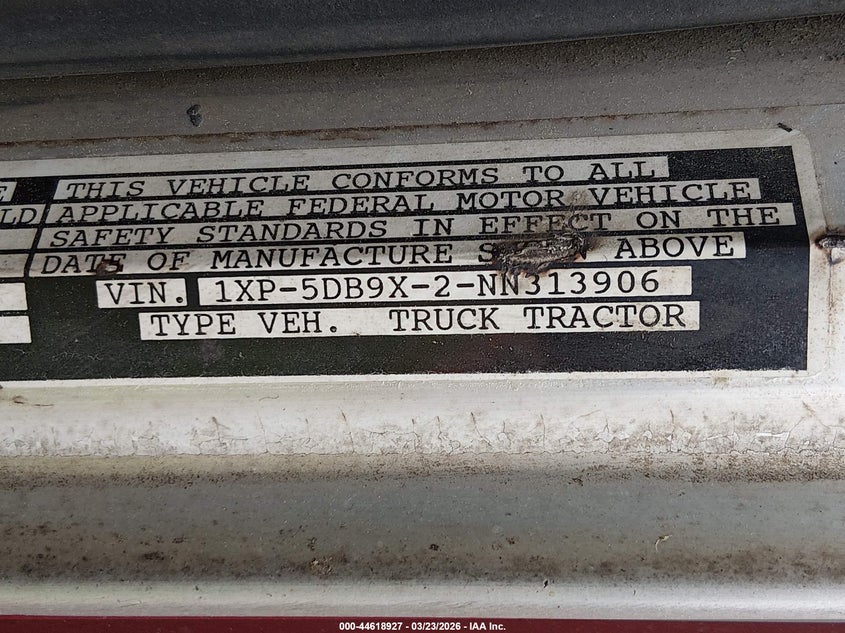 THIS VEHICLE CONFORMS TO ALL
LD APPLICABLE FEDERAL MOTOR VEHICLE
SAFETY STANDARDS IN EFFECT ON THE
DATE OF MANUFACTURE ABOVE
VIN. 1XP-5DB9X-2-NN313906
TYPE VEH. TRUCK TRACTOR
000-44618927 - 03/23/2026 - IAA Inc.